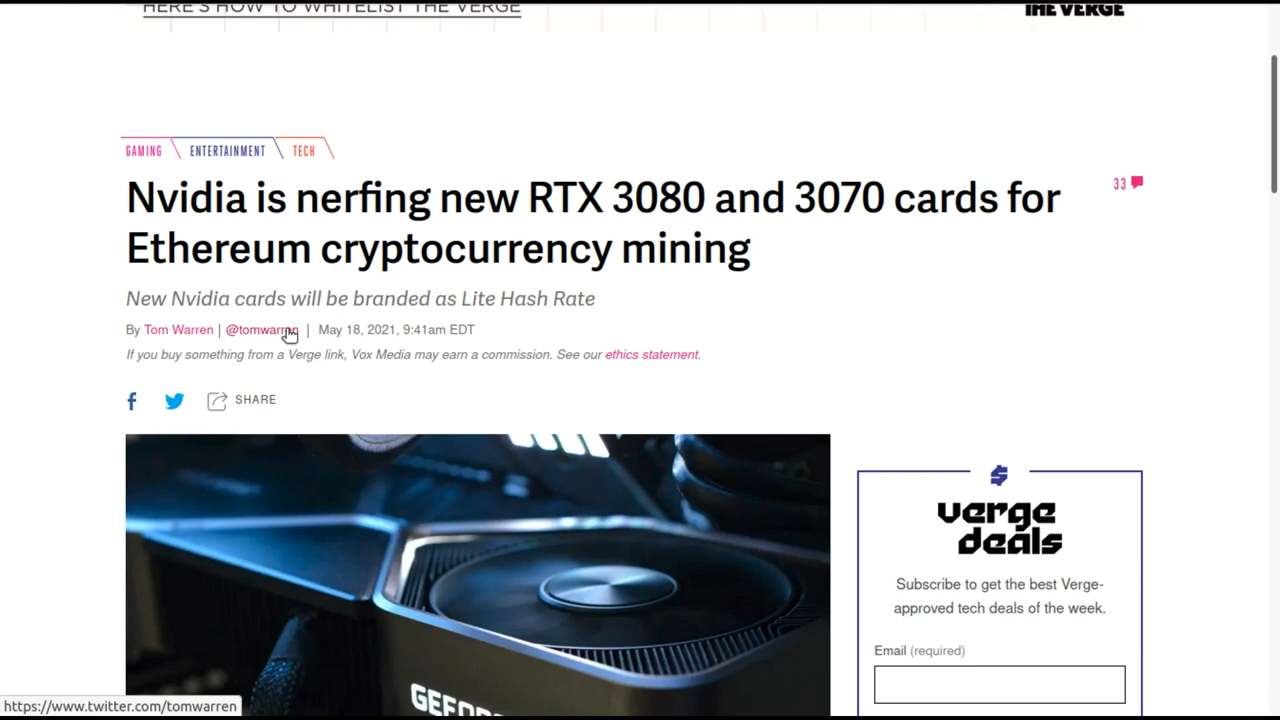 HERE'S HOW TO WHITELIST THE VERGE
THE VERGE
GAMING
ENTERTAINMENT
TECH
Nvidia is nerfing new RTX 3080 and 3070 cards for
Ethereum cryptocurrency mining
33
New Nvidia cards will be branded as Lite Hash Rate
By Tom Warren | @tomwarren | May 18, 2021, 9:41am EDT
If you buy something from a Verge link, Vox Media may earn a commission. See our ethics statement.
SHARE
verge
deals
Subscribe to get the best Verge-
approved tech deals of the week.
Email (required)
https://www.twitter.com/tomwarren